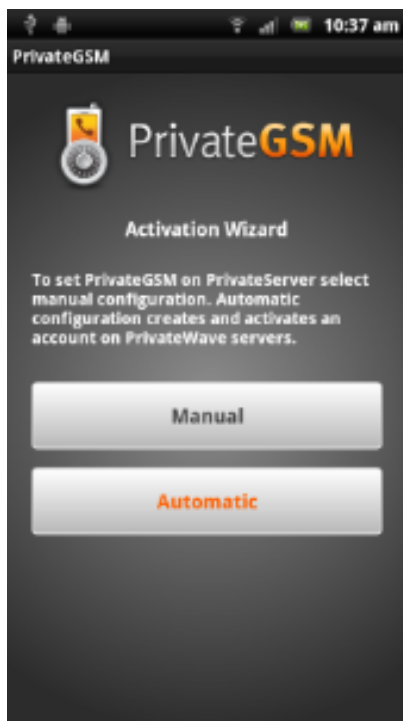 10:37 am
PrivateGSM
PrivateGSM
Activation Wizard
To set PrivateGSM on PrivateServer select
manual configuration. Automatic
configuration creates and activates an
account on PrivateWave servers.
Manual
Automatic